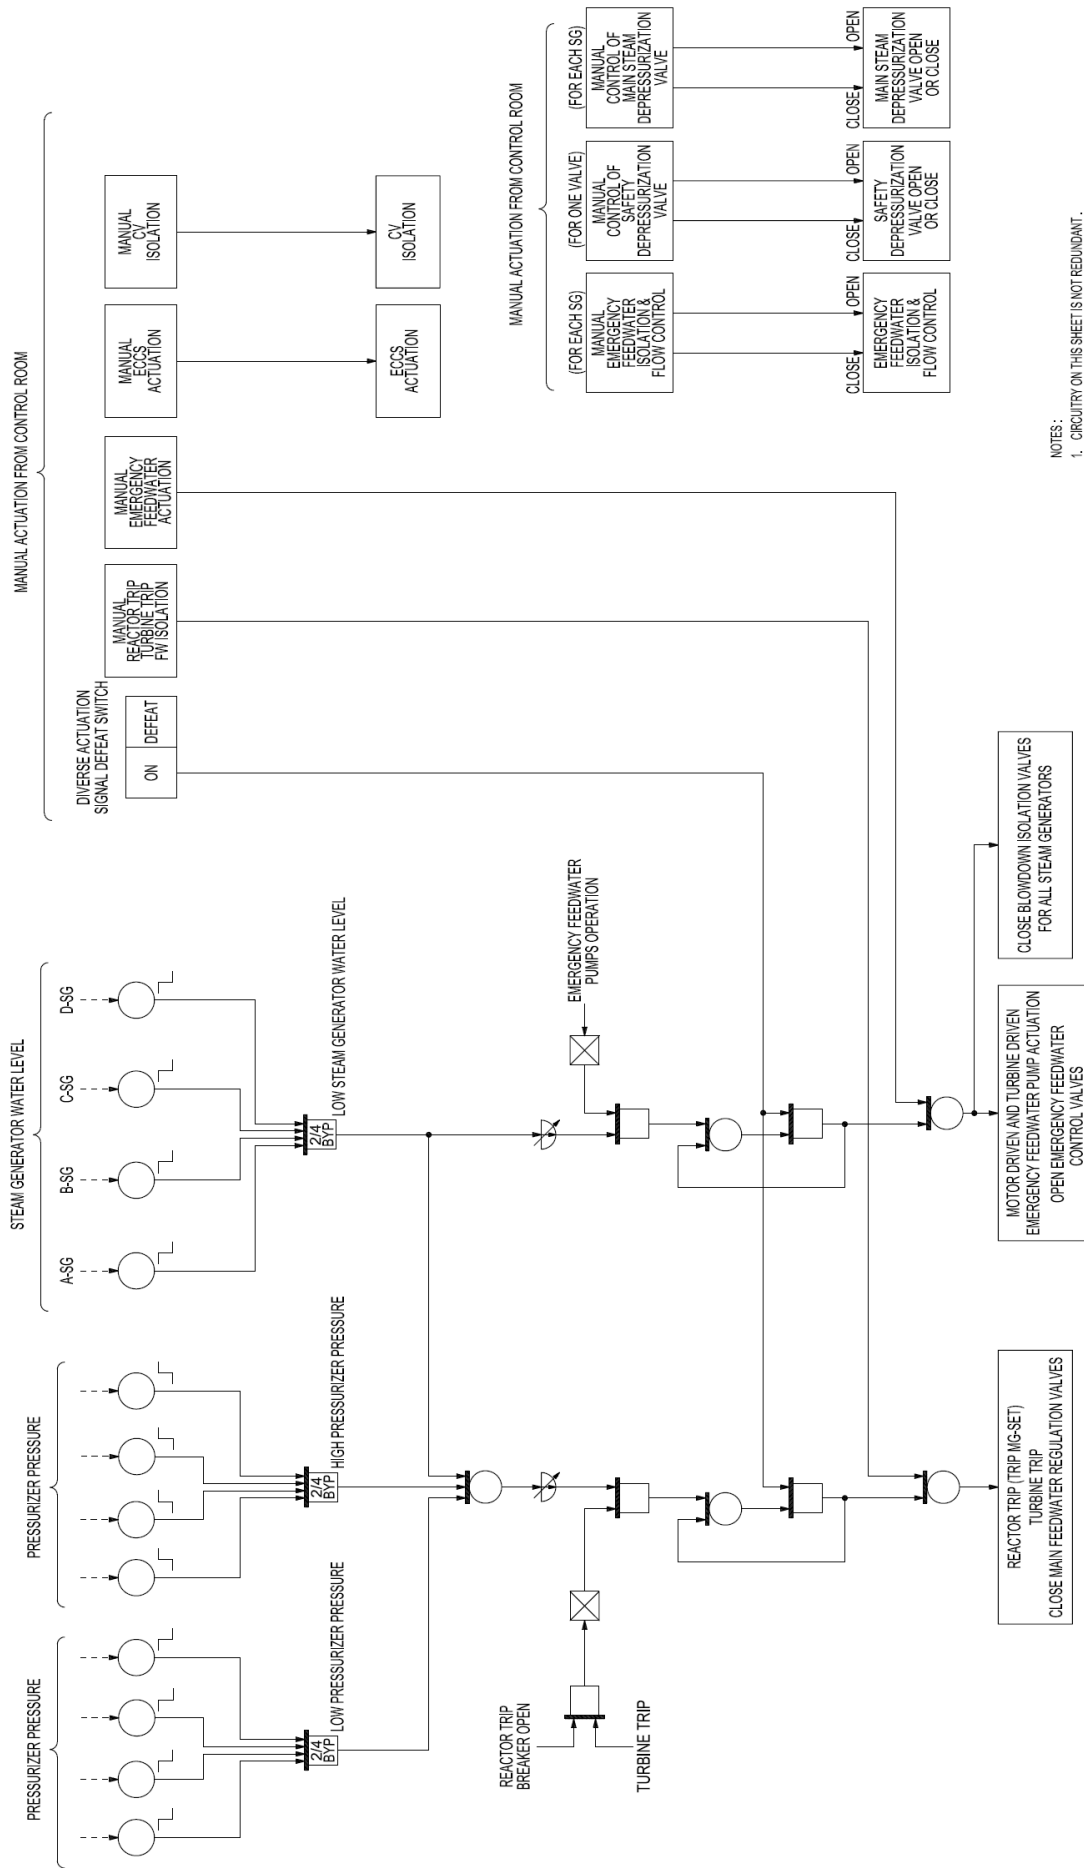 MANUAL ACTUATION FROM CONTROL ROOM
DIVERSE ACTUATION
SIGNAL DEFEAT SWITCH
ON
DEFEAT
MANUAL
REACTOR TRIP
TURBINE TRIP
FW ISOLATION
MANUAL
EMERGENCY
FEEDWATER
ACTUATION
MANUAL
ECCS
ACTUATION
MANUAL
CV
ISOLATION
ECCS
ACTUATION
CV
ISOLATION
PRESSURIZER PRESSURE
PRESSURIZER PRESSURE
STEAM GENERATOR WATER LEVEL
A-SG
B-SG
C-SG
D-SG
2/4
BYP
LOW PRESSURIZER PRESSURE
2/4
BYP
HIGH PRESSURIZER PRESSURE
2/4
BYP
LOW STEAM GENERATOR WATER LEVEL
REACTOR TRIP
BREAKER OPEN
TURBINE TRIP
EMERGENCY FEEDWATER
PUMPS OPERATION
MANUAL ACTUATION FROM CONTROL ROOM
(FOR EACH SG)
MANUAL
EMERGENCY
FEEDWATER
ISOLATION &
FLOW CONTROL
(FOR ONE VALVE)
MANUAL
CONTROL OF
SAFETY
DEPRESSURIZATION
VALVE
(FOR EACH SG)
MANUAL
CONTROL OF
MAIN STEAM
DEPRESSURIZATION
VALVE
CLOSE
OPEN
CLOSE
OPEN
CLOSE
OPEN
EMERGENCY
FEEDWATER
ISOLATION &
FLOW CONTROL
SAFETY
DEPRESSURIZATION
VALVE OPEN
OR CLOSE
MAIN STEAM
DEPRESSURIZATION
VALVE OPEN
OR CLOSE
REACTOR TRIP (TRIP MG-SET)
TURBINE TRIP
CLOSE MAIN FEEDWATER REGULATION VALVES
MOTOR DRIVEN AND TURBINE DRIVEN
EMERGENCY FEEDWATER PUMP ACTUATION
OPEN EMERGENCY FEEDWATER
CONTROL VALVES
CLOSE BLOWDOWN ISOLATION VALVES
FOR ALL STEAM GENERATORS
NOTES :
1. CIRCUITRY ON THIS SHEET IS NOT REDUNDANT.